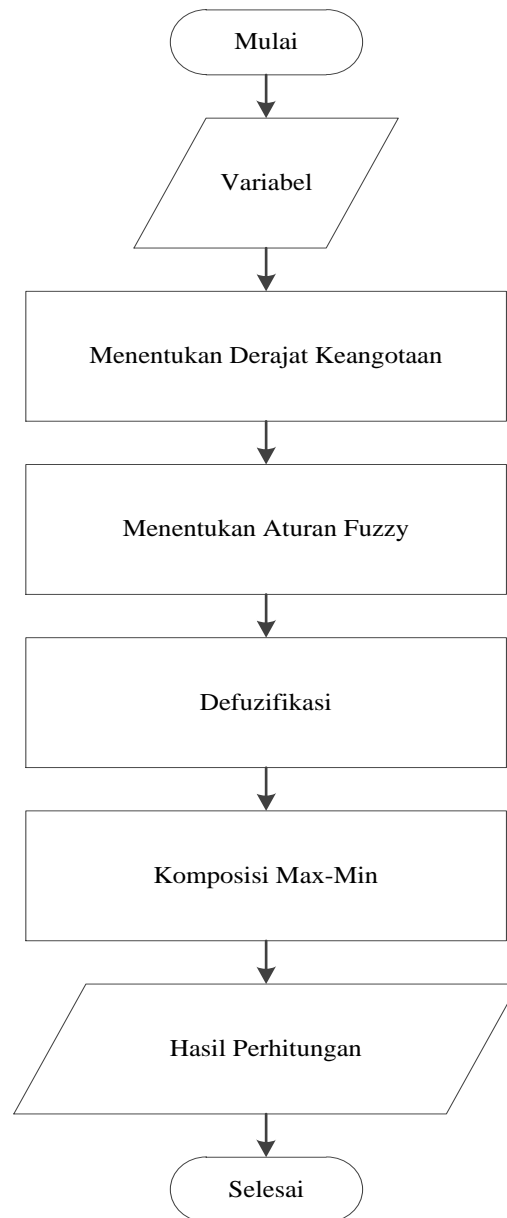 Mulai
Variabel
Menentukan Derajat Keangotaan
Menentukan Aturan Fuzzy
Defuzifikasi
Komposisi Max-Min
Hasil Perhitungan
Selesai